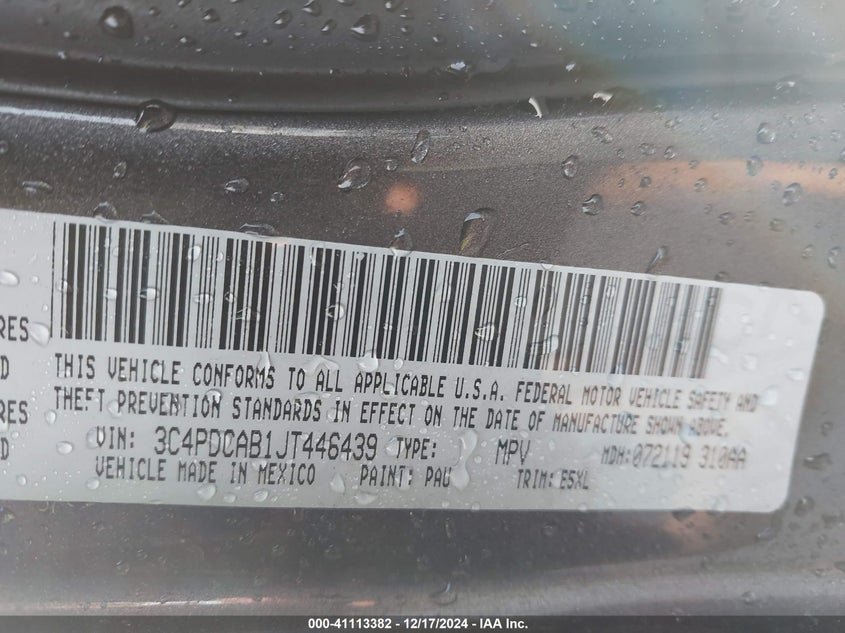 RES
D
RES
D
THIS VEHICLE CONFORMS TO ALL APPLICABLE U.S.A. FEDERAL MOTOR VEHICLE SAFETY AND
THEFT PREVENTION STANDARDS IN EFFECT ON THE DATE OF MANUFACTURE SHOWN ABOVE.
VIN: 3C4PDCAB1JT446439 TYPE: MPV MDH:072119 310AA
VEHICLE MADE IN MEXICO PAINT: PAU TRIM: E5XL
000-41113382 - 12/17/2024 - IAA Inc.